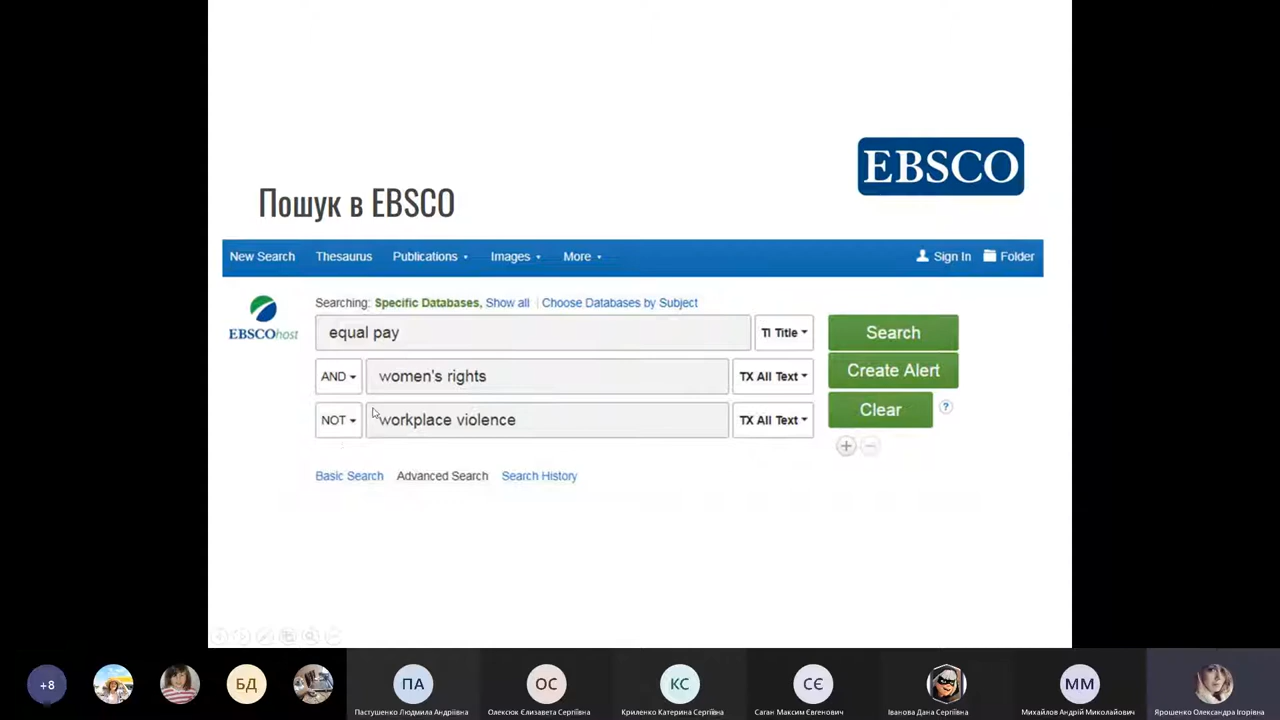 EBSCO
Пошук в EBSCO
New Search Thesaurus Publications Images More Sign In Folder
Searching: Specific Databases, Show all | Choose Databases by Subject
EBSCOhost
equal pay TI Title Search
AND women's rights TX All Text Create Alert
NOT workplace violence TX All Text Clear ?
Basic Search Advanced Search Search History
+8 БД ПА ОС КС СЄ ММ
Пастушенко Людмила Андріївна Олексюк Єлизавета Сергіївна Криленко Катерина Сергіївна Саган Максим Євгенович Іванова Дана Сергіївна Михайлов Андрій Миколайович Ярошенко Олександра Ігорівна